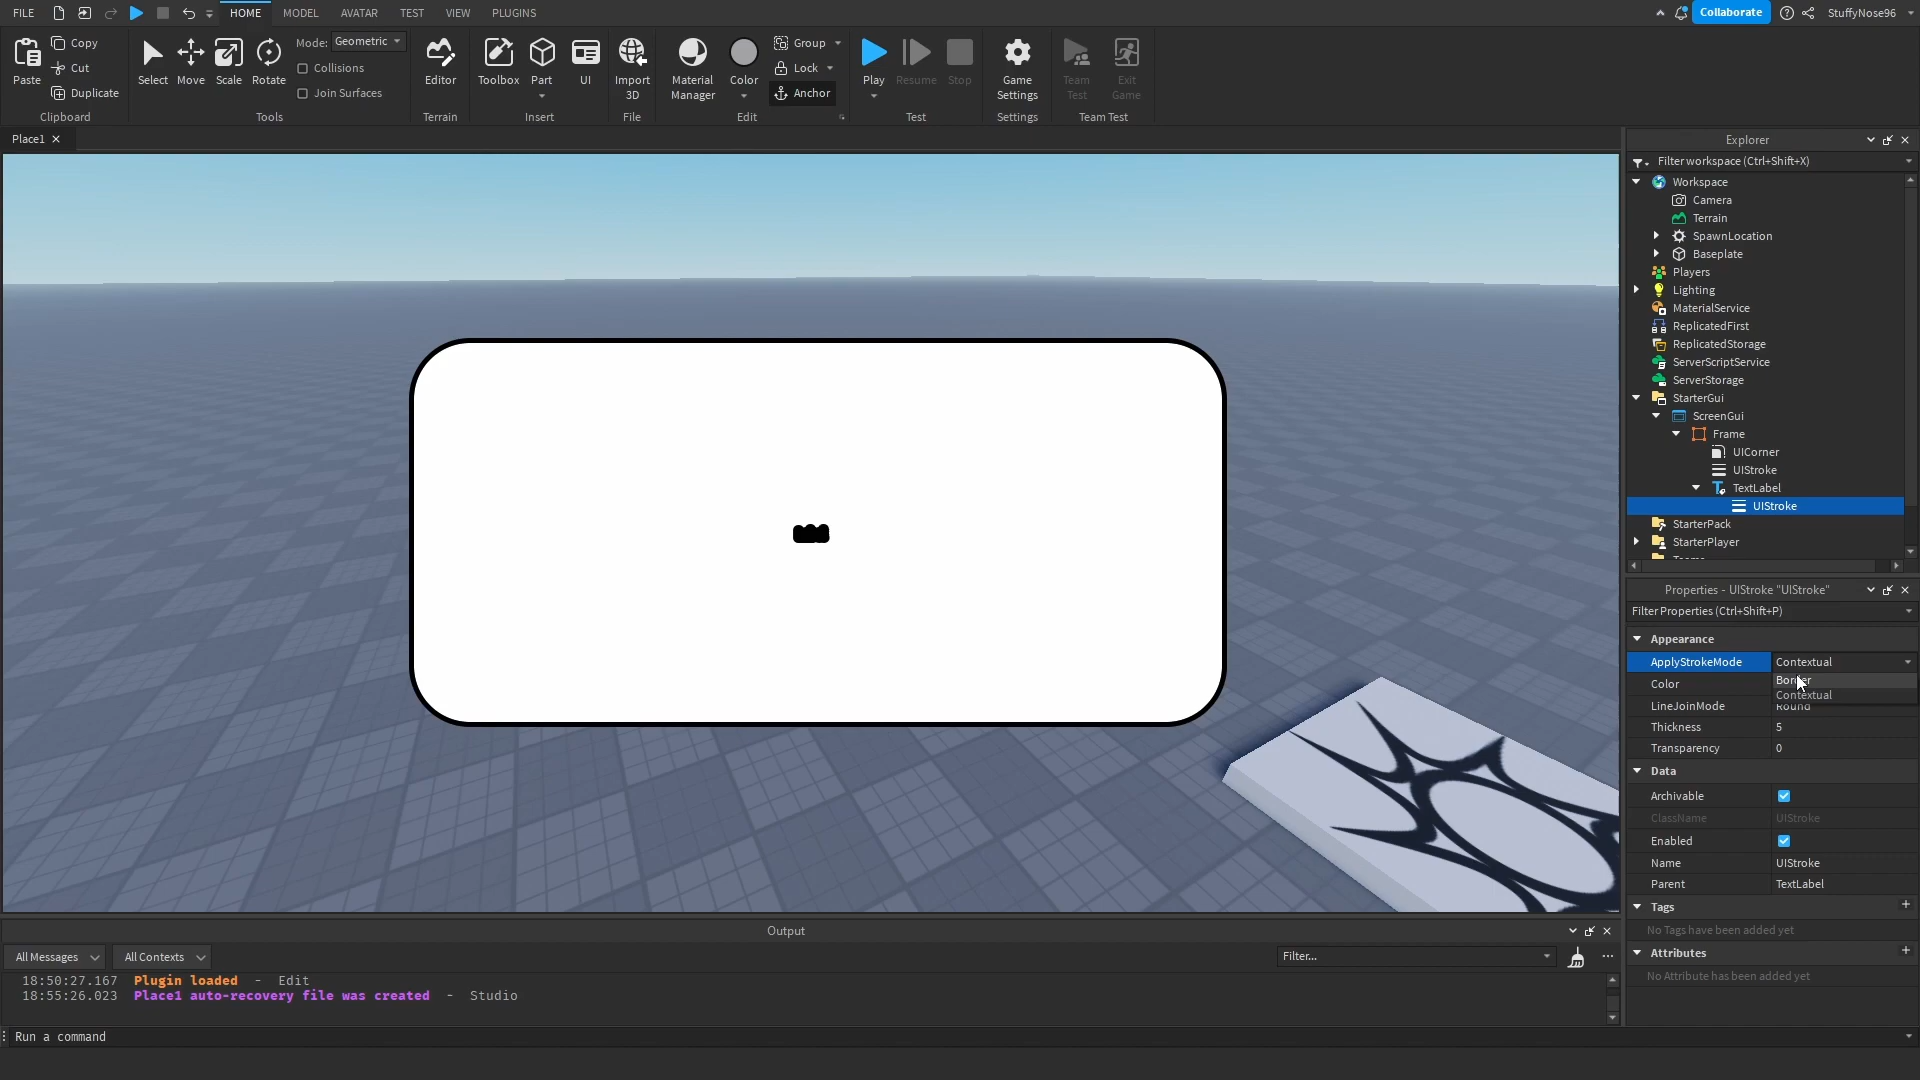 FILE HOME MODEL AVATAR TEST VIEW PLUGINS Collaborate StuffyNose96
Paste Copy Cut Duplicate Clipboard
Select Move Scale Rotate Mode: Geometric Collisions Join Surfaces Tools
Editor Terrain
Toolbox Part UI Insert
Import 3D File
Material Manager Color Group Lock Anchor Edit
Play Resume Stop Test
Game Settings Settings
Team Test Exit Game Team Test
Place1
Explorer
Filter workspace (Ctrl+Shift+X)
Workspace
Camera
Terrain
SpawnLocation
Baseplate
Players
Lighting
MaterialService
ReplicatedFirst
ReplicatedStorage
ServerScriptService
ServerStorage
StarterGui
ScreenGui
Frame
UICorner
UIStroke
TextLabel
UIStroke
StarterPack
StarterPlayer
Properties - UIStroke "UIStroke"
Filter Properties (Ctrl+Shift+P)
Appearance
ApplyStrokeMode Contextual
Border
Contextual
Color
LineJoinMode Round
Thickness 5
Transparency 0
Data
Archivable
ClassName UIStroke
Enabled
Name UIStroke
Parent TextLabel
Tags
No Tags have been added yet
Attributes
No Attribute has been added yet
Output
All Messages All Contexts Filter...
18:50:27.167 Plugin loaded - Edit
18:55:26.023 Place1 auto-recovery file was created - Studio
Run a command